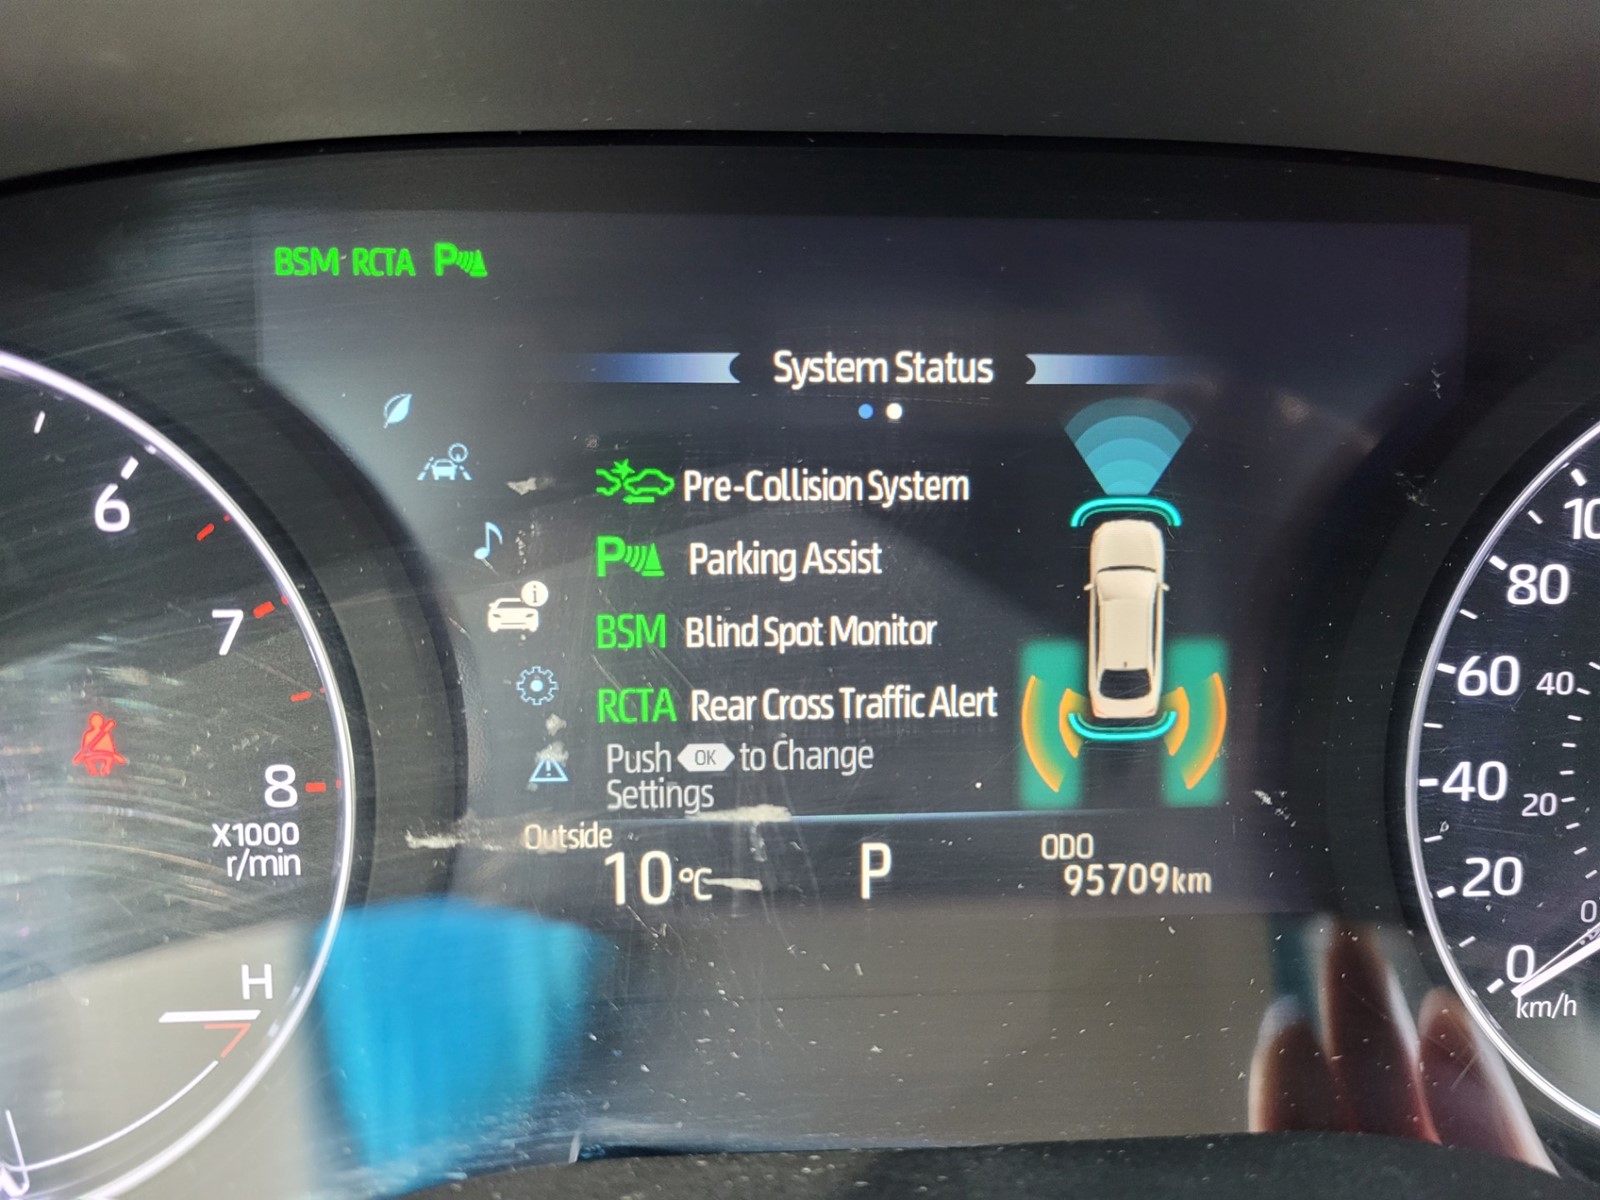 BSM RCTA P
System Status
Pre-Collision System
P Parking Assist
BSM Blind Spot Monitor
RCTA Rear Cross Traffic Alert
Push OK to Change
Settings
Outside
10°C
P
ODO
95709km
6
7
8
X1000
r/min
H
80
60
40
40
20
20
0
0
km/h